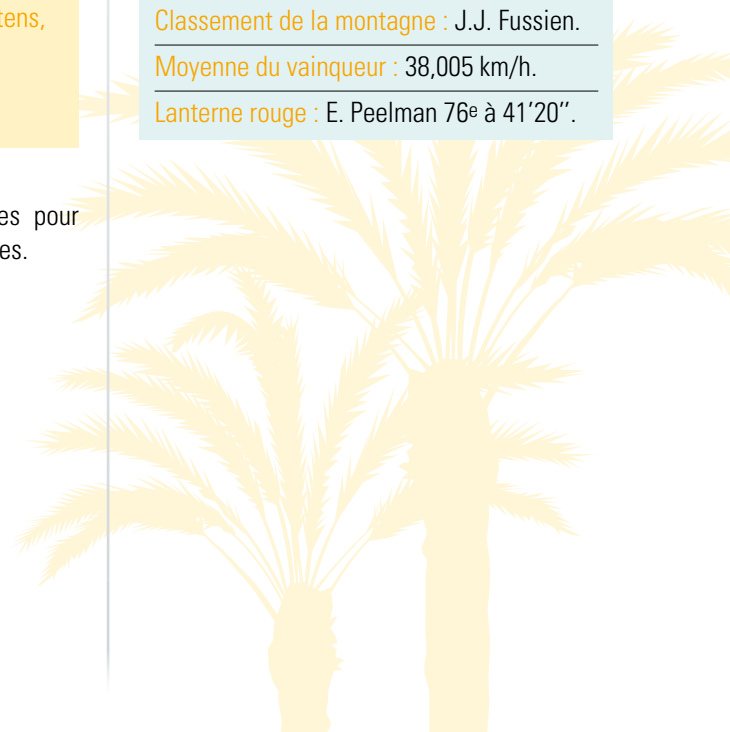 tens,
es pour
es.
Classement de la montagne : J.J. Fussien.
Moyenne du vainqueur : 38,005 km/h.
Lanterne rouge : E. Peelman 76e à 41’20’’.